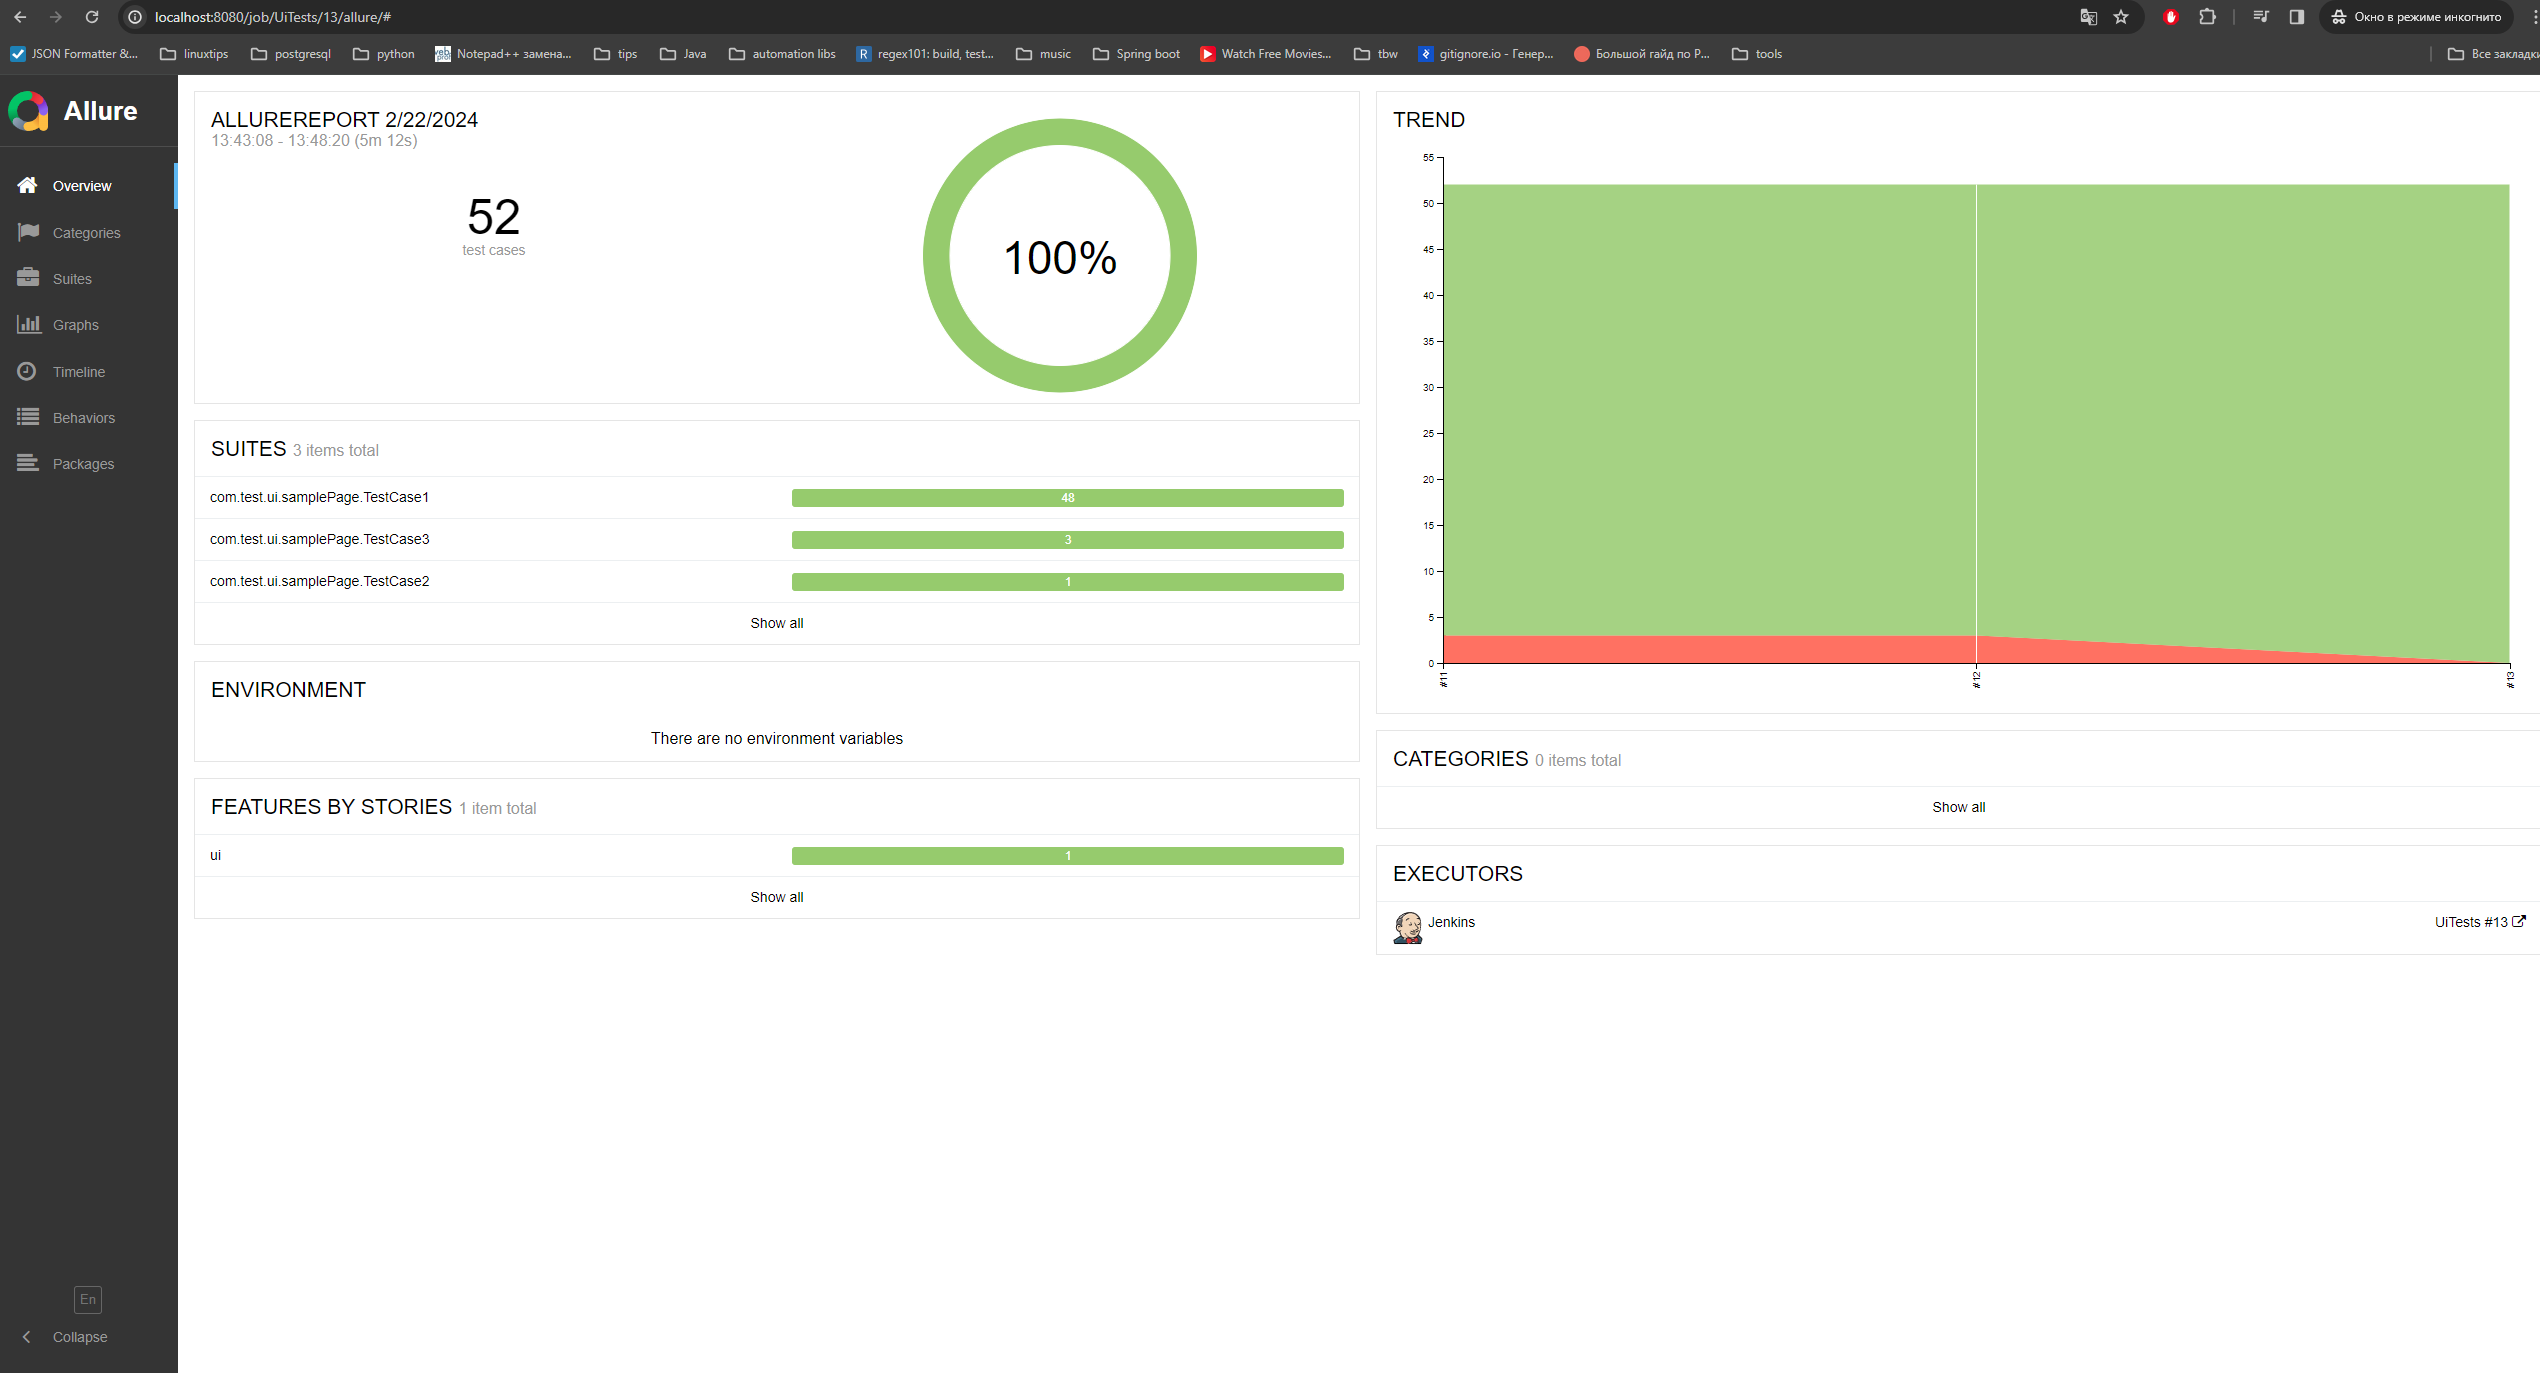 localhost:8080/job/UiTests/13/allure/#
Окно в режиме инкогнито
JSON Formatter &...
linuxtips
postgresql
python
Notepad++ замена...
tips
Java
automation libs
regex101: build, test...
music
Spring boot
Watch Free Movies...
tbw
gitignore.io - Генер...
Большой гайд по Р...
tools
Все закладки
Allure
Overview
Categories
Suites
Graphs
Timeline
Behaviors
Packages
En
Collapse
ALLUREREPORT 2/22/2024
13:43:08 - 13:48:20 (5m 12s)
52
test cases
100%
SUITES 3 items total
com.test.ui.samplePage.TestCase1 48
com.test.ui.samplePage.TestCase3 3
com.test.ui.samplePage.TestCase2 1
Show all
ENVIRONMENT
There are no environment variables
FEATURES BY STORIES 1 item total
ui 1
Show all
TREND
55
50
45
40
35
30
25
20
15
10
5
0
#11
#12
#13
CATEGORIES 0 items total
Show all
EXECUTORS
Jenkins UiTests #13